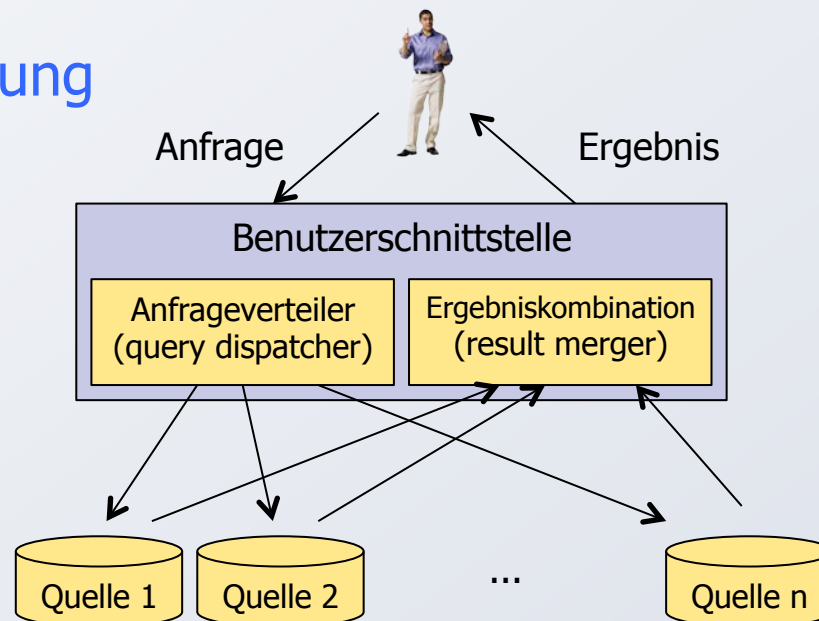 ung
Anfrage
Ergebnis
Benutzerschnittstelle
Anfrageverteiler
(query dispatcher)
Ergebniskombination
(result merger)
Quelle 1
Quelle 2
...
Quelle n